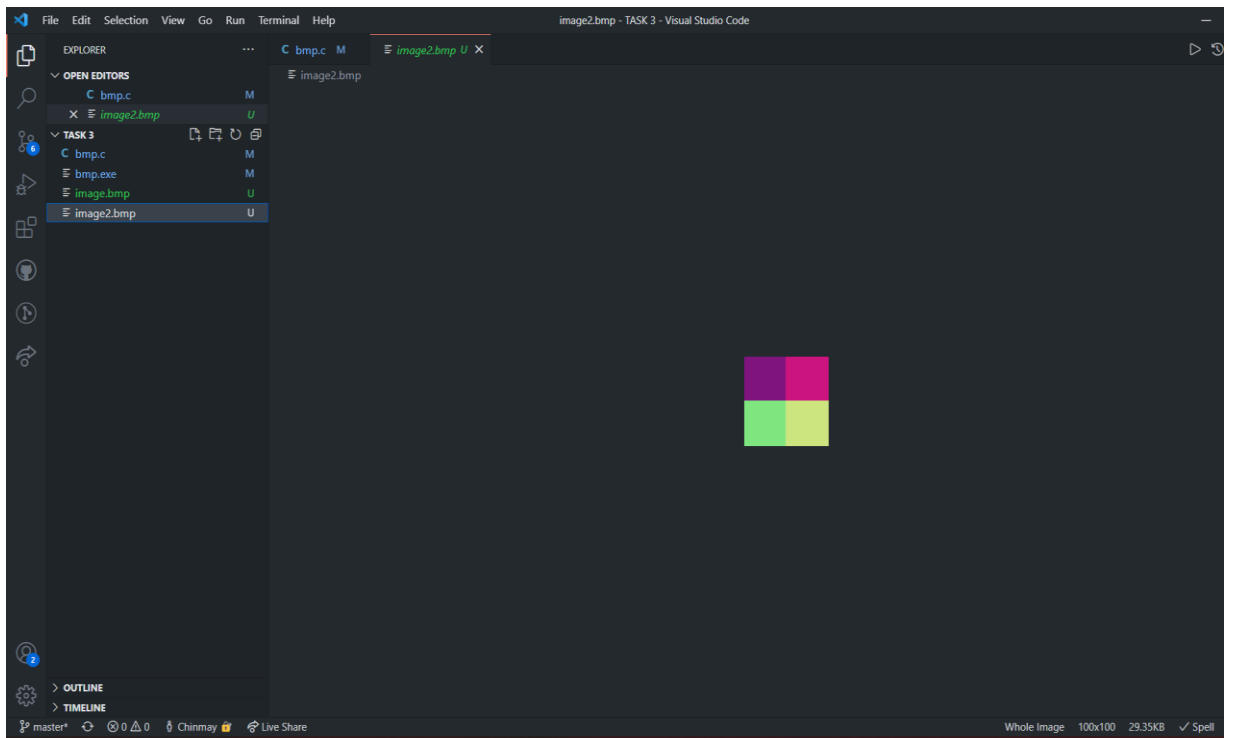 File Edit Selection View Go Run Terminal Help image2.bmp - TASK 3 - Visual Studio Code
EXPLORER
C bmp.c M image2.bmp U
OPEN EDITORS
image2.bmp
C bmp.c M
image2.bmp U
TASK 3
6
C bmp.c M
bmp.exe M
image.bmp U
image2.bmp U
2
OUTLINE
TIMELINE
master* 0 0 Chinmay Live Share Whole Image 100x100 29.35KB Spell